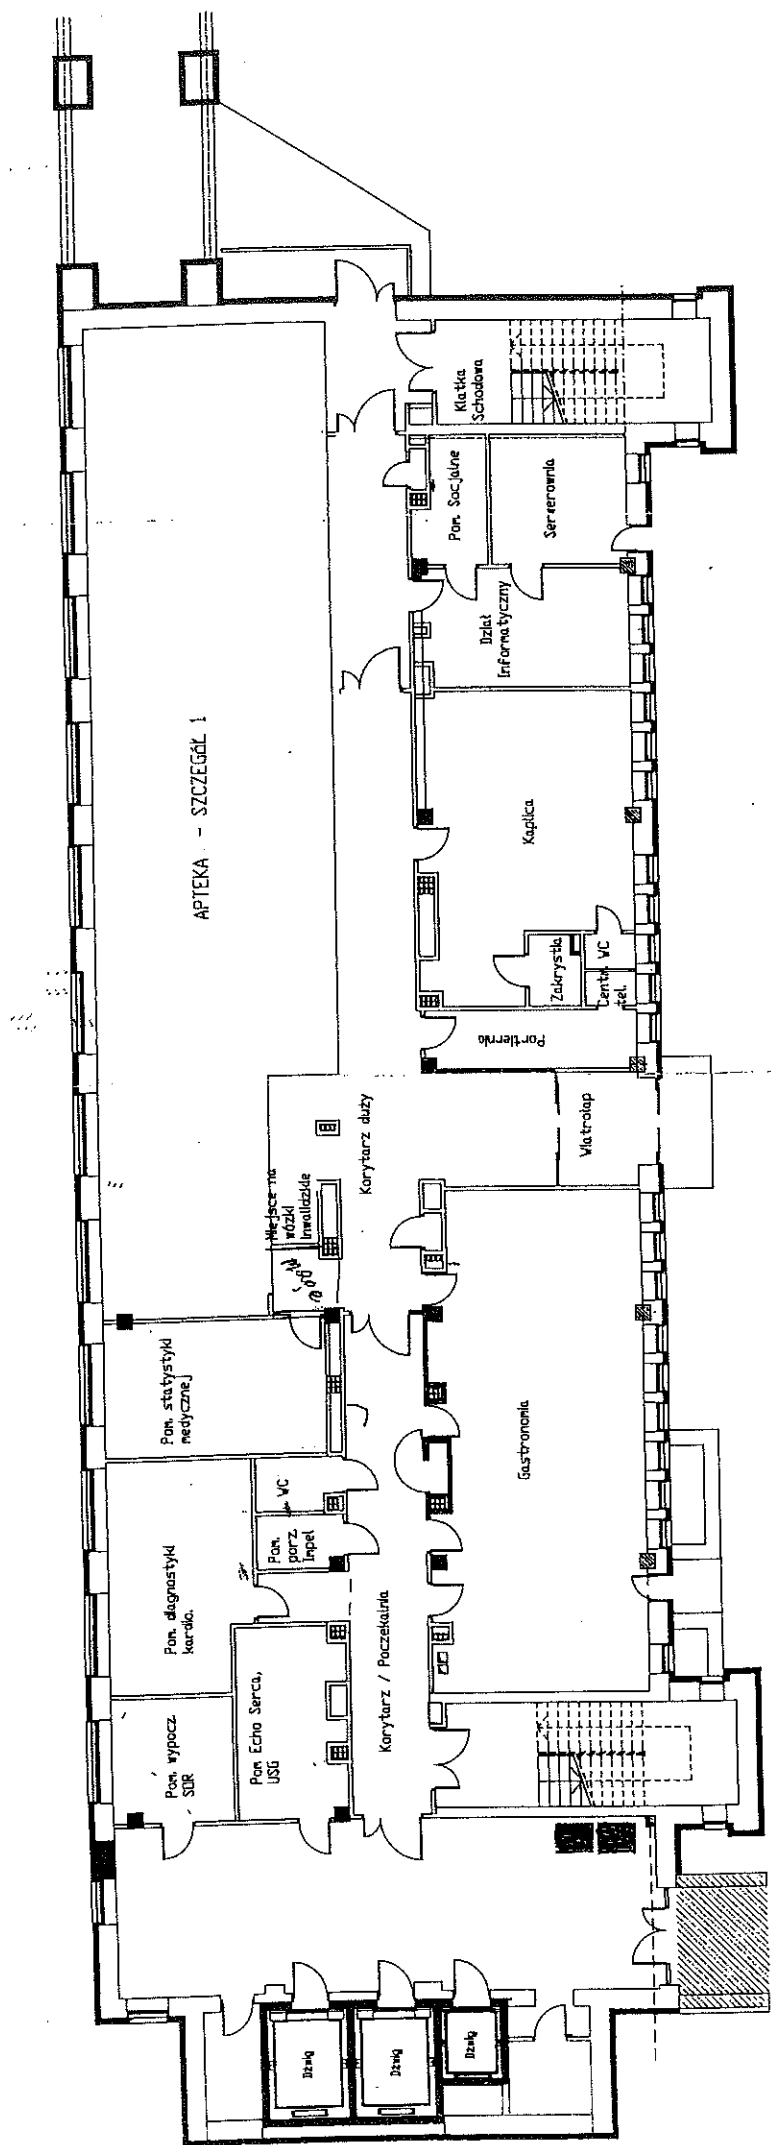 APTEKA - SZCZEGÓŁ 1
Klatka
Schodowa
Pom. Socjalne
Serwerownia
Dział
Informatyczny
Kaplica
Zakrystia
Centr.
tel.
WC
Portiernia
Wiatrołap
Korytarz duży
Miejsce na
wózki
inwalidzkie
Pom. statystyki
medycznej
Gastronomia
WC
Pom.
porz.
Impel
Pom. diagnostyki
kardio.
Korytarz / Poczekalnia
Pom Echo Serca,
USG
Pom. wypocz.
SOR
Dźwig
Dźwig
Dźwig